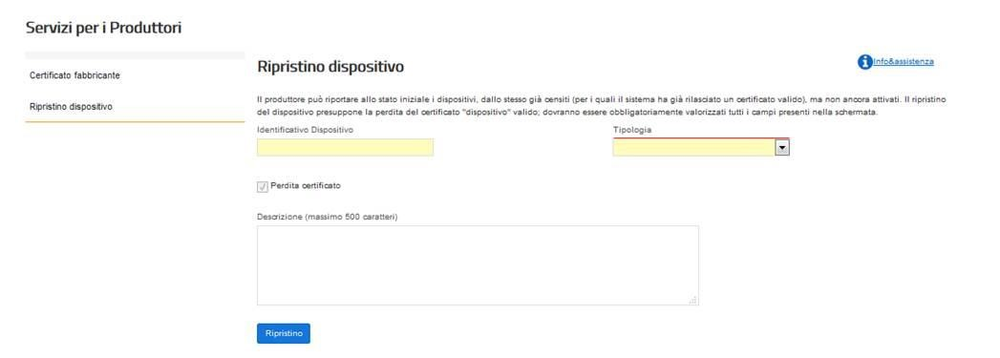 Servizi per i Produttori
Certificato fabbricante
Ripristino dispositivo
Ripristino dispositivo
Info&assistenza
Il produttore può riportare allo stato iniziale i dispositivi, dallo stesso già censiti (per i quali il sistema ha già rilasciato un certificato valido), ma non ancora attivati. Il ripristino
del dispositivo presuppone la perdita del certificato "dispositivo" valido; dovranno essere obbligatoriamente valorizzati tutti i campi presenti nella schermata.
Identificativo Dispositivo
Tipologia
Perdita certificato
Descrizione (massimo 500 caratteri)
Ripristino